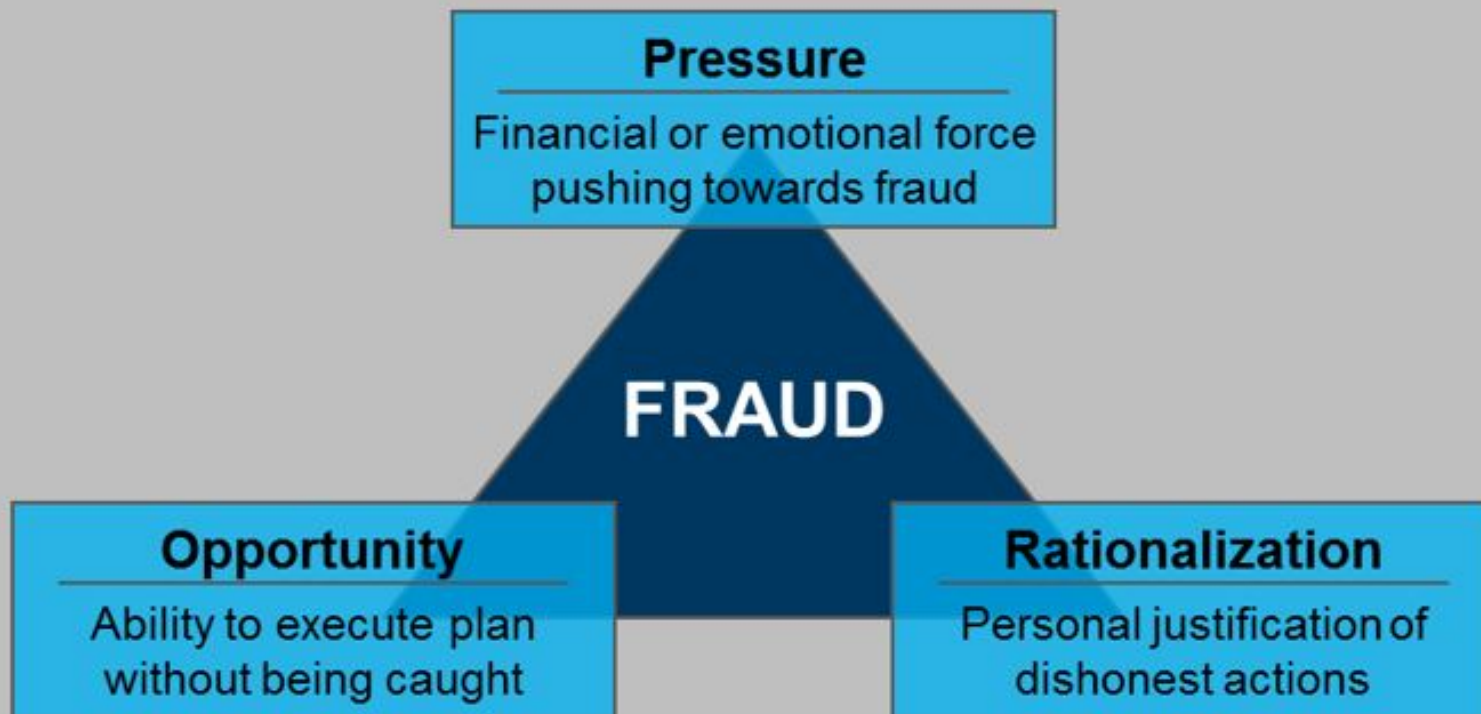 Pressure
Financial or emotional force
pushing towards fraud
FRAUD
Opportunity
Ability to execute plan
without being caught
Rationalization
Personal justification of
dishonest actions